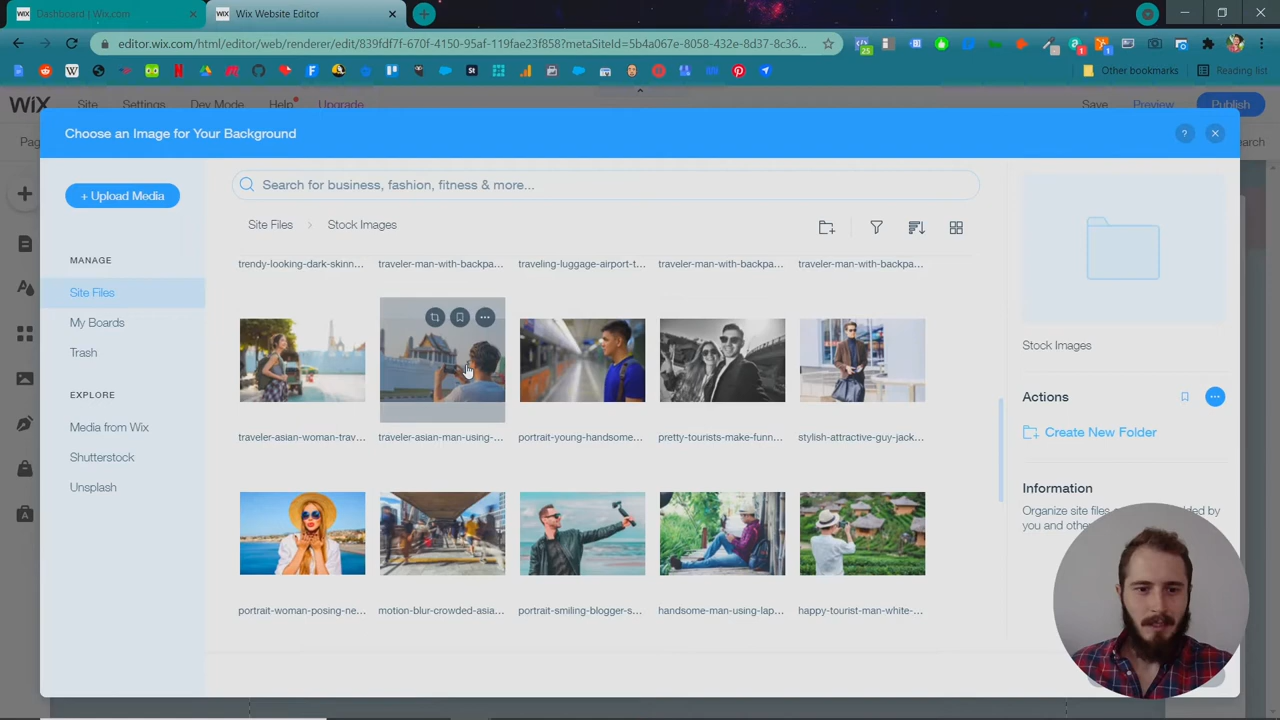 Dashboard | Wix.com
Wix Website Editor
editor.wix.com/html/editor/web/renderer/edit/839fdf7f-670f-4150-95af-119fae23f858?metaSiteId=5b4a067e-8058-432e-8d37-8c36...
Other bookmarks
Reading list
WiX
Site
Settings
Dev Mode
Help
Upgrade
Save
Preview
Publish
Choose an Image for Your Background
+ Upload Media
Search for business, fashion, fitness & more...
Site Files
Stock Images
MANAGE
Site Files
My Boards
Trash
EXPLORE
Media from Wix
Shutterstock
Unsplash
trendy-looking-dark-skinn...
traveler-man-with-backpa...
traveling-luggage-airport-t...
traveler-man-with-backpa...
traveler-man-with-backpa...
traveler-asian-woman-trav...
traveler-asian-man-using-...
portrait-young-handsome...
pretty-tourists-make-funn...
stylish-attractive-guy-jack...
portrait-woman-posing-ne...
motion-blur-crowded-asia...
portrait-smiling-blogger-s...
handsome-man-using-lap...
happy-tourist-man-white-...
Stock Images
Actions
Create New Folder
Information
Organize site files
by
you and othe